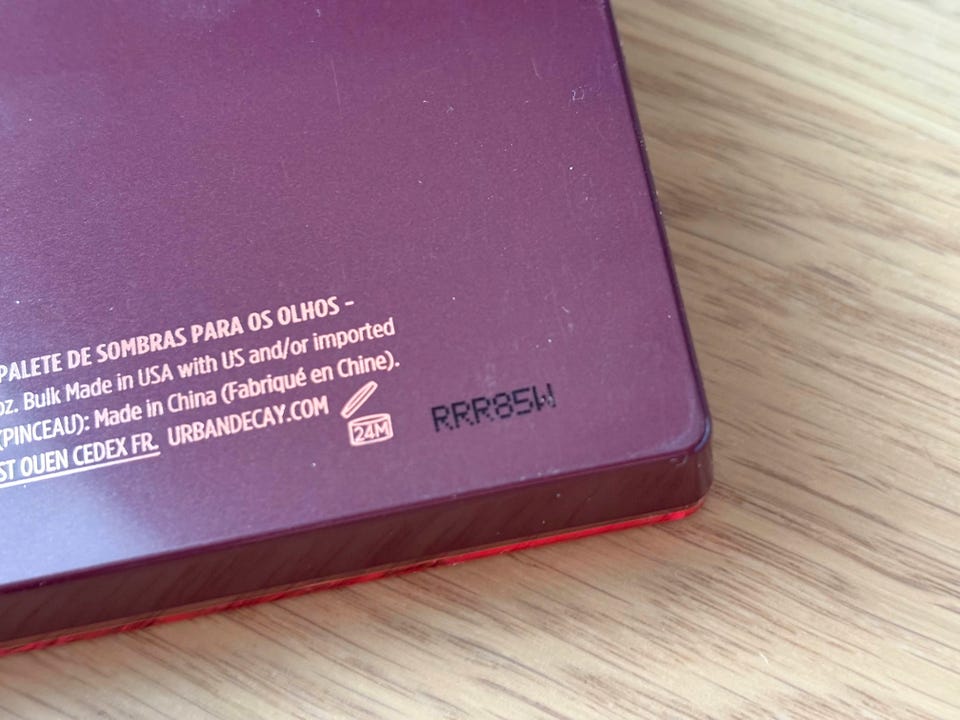 PALETE DE SOMBRAS PARA OS OLHOS -
oz. Bulk Made in USA with US and/or imported
(PINCEAU): Made in China (Fabriqué en Chine).
ST OUEN CEDEX FR. URBANDECAY.COM
24M
RRR85W